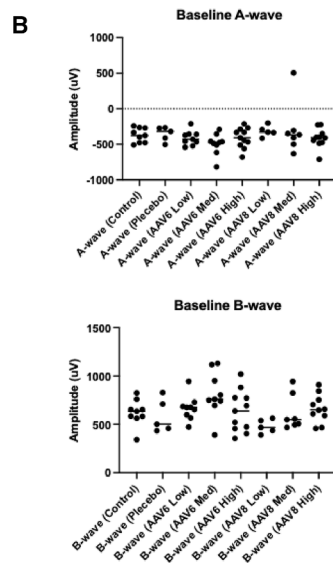 B
Baseline A-wave
Amplitude (uV)
1000
500
0
-500
-1000
A-wave (Control)
A-wave (Plecebo)
A-wave (AAV6 Low)
A-wave (AAV6 Med)
A-wave (AAV6 High)
A-wave (AAV8 Low)
A-wave (AAV8 Med)
A-wave (AAV8 High)
Baseline B-wave
Amplitude (uV)
1500
1000
500
0
B-wave (Control)
B-wave (Placebo)
B-wave (AAV6 Low)
B-wave (AAV6 Med)
B-wave (AAV6 High)
B-wave (AAV8 Low)
B-wave (AAV8 Med)
B-wave (AAV8 High)